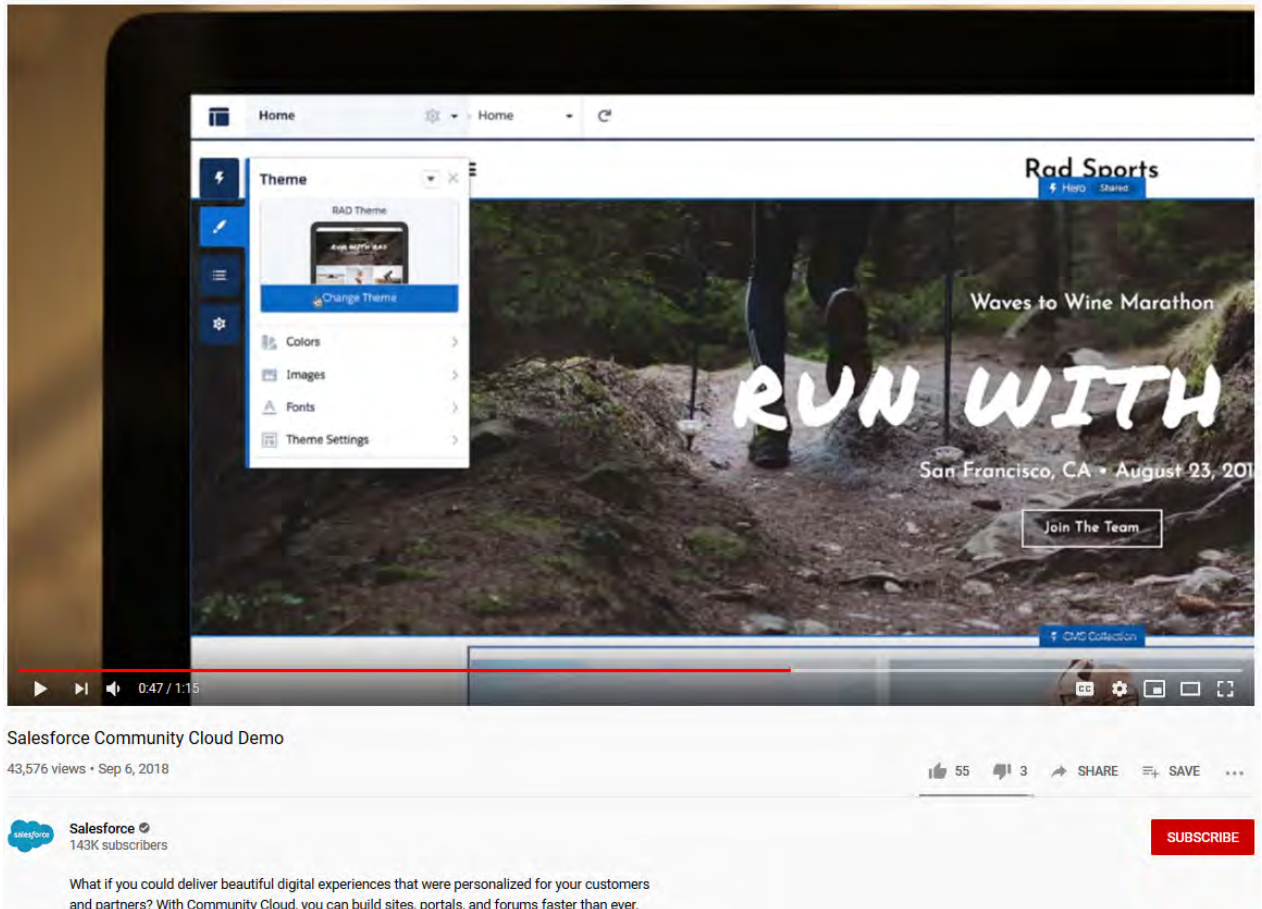 Home
Home
Theme
Rad Sports
Hero Shared
RAD Theme
RUN WITH RAD
Change Theme
Waves to Wine Marathon
Colors
Images
RUN WITH
Fonts
Theme Settings
San Francisco, CA • August 23, 201
Join The Team
CMS Collection
0:47 / 1:15
CC
Salesforce Community Cloud Demo
43,576 views • Sep 6, 2018
55 3 SHARE SAVE
salesforce
Salesforce
143K subscribers
SUBSCRIBE
What if you could deliver beautiful digital experiences that were personalized for your customers
and partners? With Community Cloud, you can build sites, portals, and forums faster than ever.